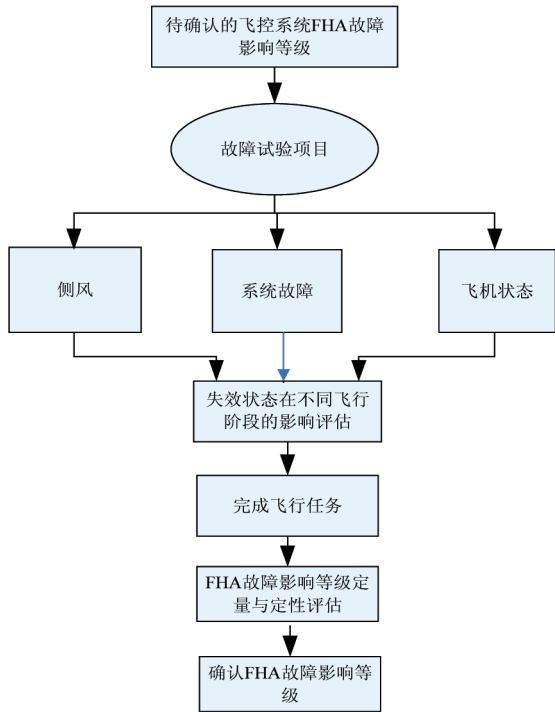 待确认的飞控系统FHA故障
影响等级
故障试验项目
侧风
系统故障
飞机状态
失效状态在不同飞行
阶段的影响评估
完成飞行任务
FHA故障影响等级定
量与定性评估
确认FHA故障影响等
级